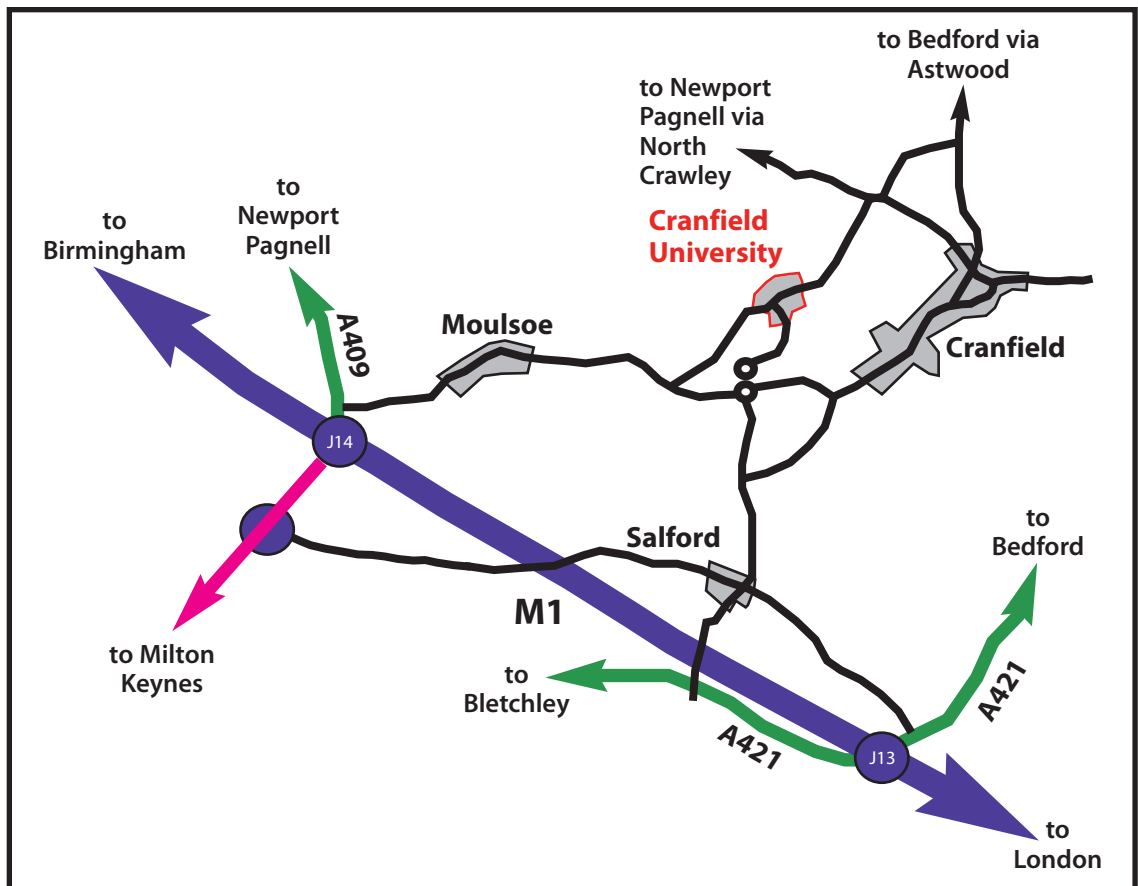 to Bedford via
Astwood
to Newport
Pagnell via
North
Crawley
to
Newport
Pagnell
to
Birmingham
Cranfield
University
A409
Moulsoe
Cranfield
J14
to
Bedford
Salford
M1
to Milton
Keynes
to
Bletchley
A421
A421
J13
to
London